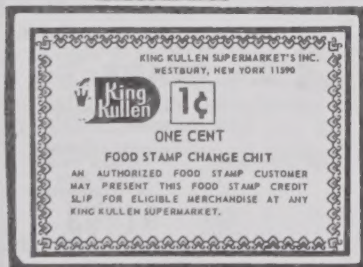 KING KULLEN SUPERMARKET'S INC.
WESTBURY, NEW YORK 11590
King
Kullen
1¢
ONE CENT
FOOD STAMP CHANGE CHIT
AN AUTHORIZED FOOD STAMP CUSTOMER
MAY PRESENT THIS FOOD STAMP CREDIT
SLIP FOR ELIGIBLE MERCHANDISE AT ANY
KING KULLEN SUPERMARKET.